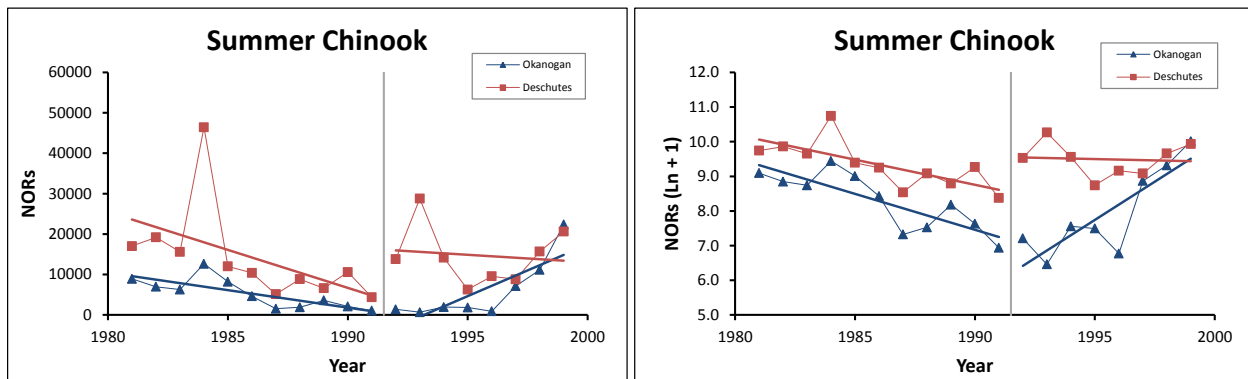 Summer Chinook
Okanogan
Deschutes
60000
50000
40000
30000
20000
10000
0
NORs
1980
1985
1990
1995
2000
Year
Summer Chinook
Okanogan
Deschutes
12.0
11.0
10.0
9.0
8.0
7.0
6.0
5.0
NORs (Ln + 1)
1980
1985
1990
1995
2000
Year